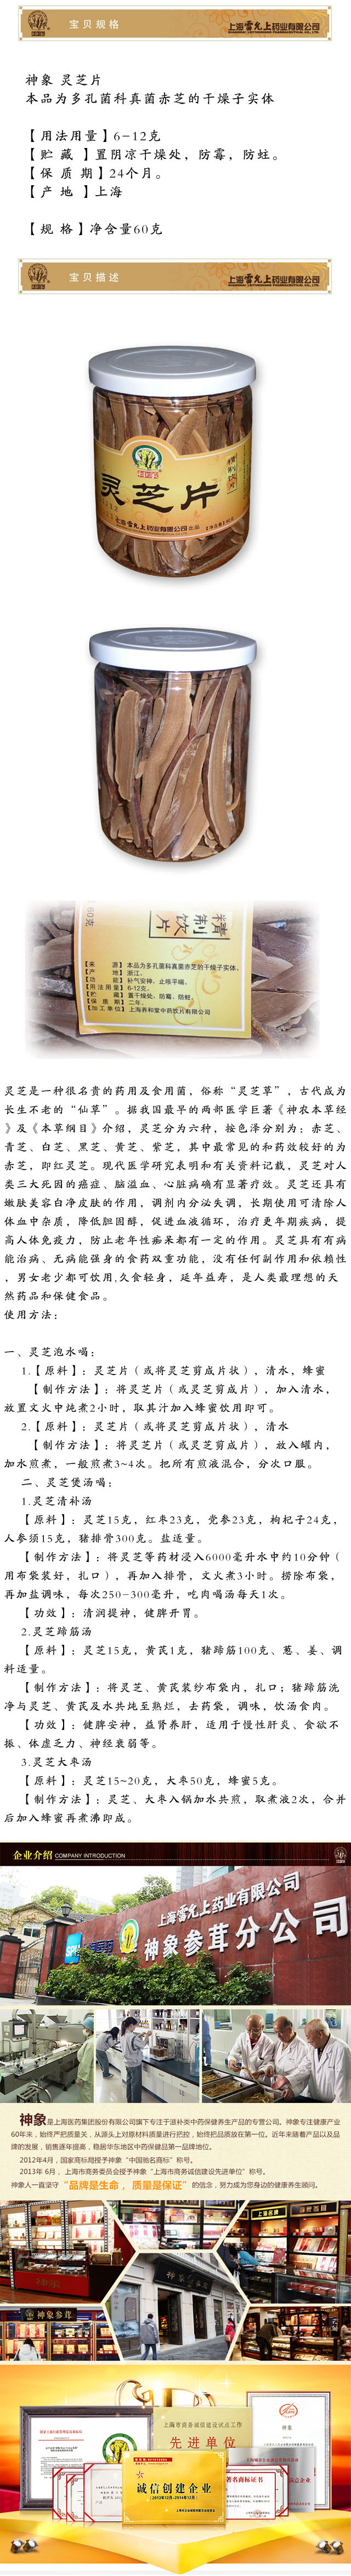 宝贝规格
上海雷允上药业有限公司
神象 灵芝片
本品为多孔菌科真菌赤芝的干燥子实体
【用法用量】6-12克
【贮 藏 】置阴凉干燥处，防霉，防蛀。
【保 质 期】24个月。
【产 地 】上海
【规 格】净含量60克
宝贝描述
上海雷允上药业有限公司
灵芝片
上海雷允上药业有限公司
精制饮片
【来 源】本品为多孔菌科真菌赤芝的干燥子实体。
【产 地】浙江。
【功 能】补气安神，止咳平喘。
【用法用量】6-12克。
【贮 藏】置干燥处，防霉、防蛀。
【保 质 期】二年。
【加工单位】上海养和堂中药饮片有限公司
灵芝是一种很名贵的药用及食用菌，俗称“灵芝草”，古代成为
长生不老的“仙草”。据我国最早的两部医学巨著《神农本草经
》及《本草纲目》介绍，灵芝分为六种，按色泽分别为：赤芝、
青芝、白芝、黑芝、黄芝、紫芝，其中最常见的和药效较好的为
赤芝，即红灵芝。现代医学研究表明和有关资料记载，灵芝对人
类三大死因的癌症、脑溢血、心脏病确有显著疗效。灵芝还具有
嫩肤美容白净皮肤的作用，调剂内分泌失调，长期使用可清除人
体血中杂质，降低胆固醇，促进血液循环，治疗更年期疾病，提
高人体免疫力，防止老年性痴呆都有一定的作用。灵芝具有有病
能治病、无病能强身的食药双重功能，没有任何副作用和依赖性
，男女老少都可饮用,久食轻身，延年益寿，是人类最理想的天
然药品和保健食品。
使用方法：
一、灵芝泡水喝：
1.【原料】：灵芝片（或将灵芝剪成片状），清水，蜂蜜
【制作方法】：将灵芝片（或灵芝剪成片），加入清水，
放置文火中炖煮2小时，取其汁加入蜂蜜饮用即可。
2.【原料】：灵芝片（或将灵芝剪成片状），清水
【制作方法】：将灵芝片（或灵芝剪成片），放入罐内，
加水煎煮，一般煎煮3~4次。把所有煎液混合，分次口服。
二、灵芝煲汤喝：
1.灵芝清补汤
【原料】：灵芝15克，红枣23克，党参23克，枸杞子24克，
人参须15克，猪排骨300克。盐适量。
【制作方法】：将灵芝等药材浸入6000毫升水中约10分钟（
用布袋装好，扎口），再加入排骨，文火煮3小时。捞除布袋，
再加盐调味，每次250-300毫升，吃肉喝汤每天1次。
【功效】：清润提神，健脾开胃。
2.灵芝蹄筋汤
【原料】：灵芝15克，黄芪1克，猪蹄筋100克、葱、姜、调
料适量。
【制作方法】：将灵芝、黄芪装纱布袋内，扎口；猪蹄筋洗
净与灵芝、黄芪及水共炖至熟烂，去药袋，调味，饮汤食肉。
【功效】：健脾安神，益肾养肝，适用于慢性肝炎、食欲不
振、体虚乏力、神经衰弱等。
3.灵芝大枣汤
【原料】：灵芝15~20克，大枣50克，蜂蜜5克。
【制作方法】：灵芝、大枣入锅加水共煎，取煮液2次，合并
后加入蜂蜜再煮沸即成。
企业介绍 COMPANY INTRODUCTION
上海雷允上药业有限公司
神象参茸分公司
神象是上海医药集团股份有限公司旗下专注于滋补类中药保健养生产品的专营公司。神象专注健康产业
60年来，始终严把质量关，从源头上对原材料质量进行把控，始终把品质放在第一位。近年来随着产品以及品
牌的发展，销售逐年提高，稳居华东地区中药保健品第一品牌地位。
2012年4月，国家商标局授予神象“中国驰名商标”称号。
2013年 6月，上海市商务委员会授予神象“上海市商务诚信建设先进单位”称号。
神象人一直坚守“品牌是生命，质量是保证”的信念，努力成为您身边的健康养生顾问。
神象参茸
上海市商务诚信建设试点工作
先进单位
诚信创建企业